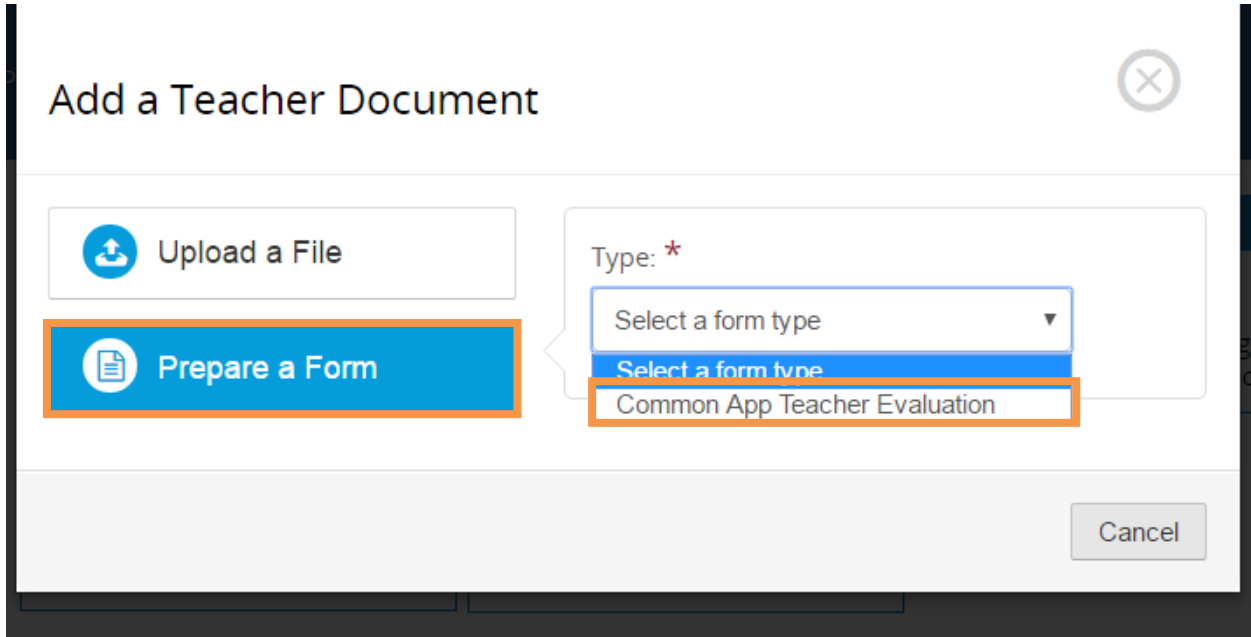 Add a Teacher Document
Upload a File
Prepare a Form
Type: *
Select a form type
Select a form type
Common App Teacher Evaluation
Cancel